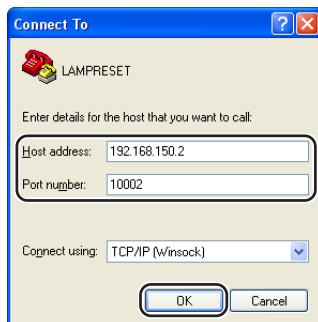 Connect To
LAMPRESET
Enter details for the host that you want to call:
Host address: 192.168.150.2
Port number: 10002
Connect using: TCP/IP (Winsock)
OK Cancel